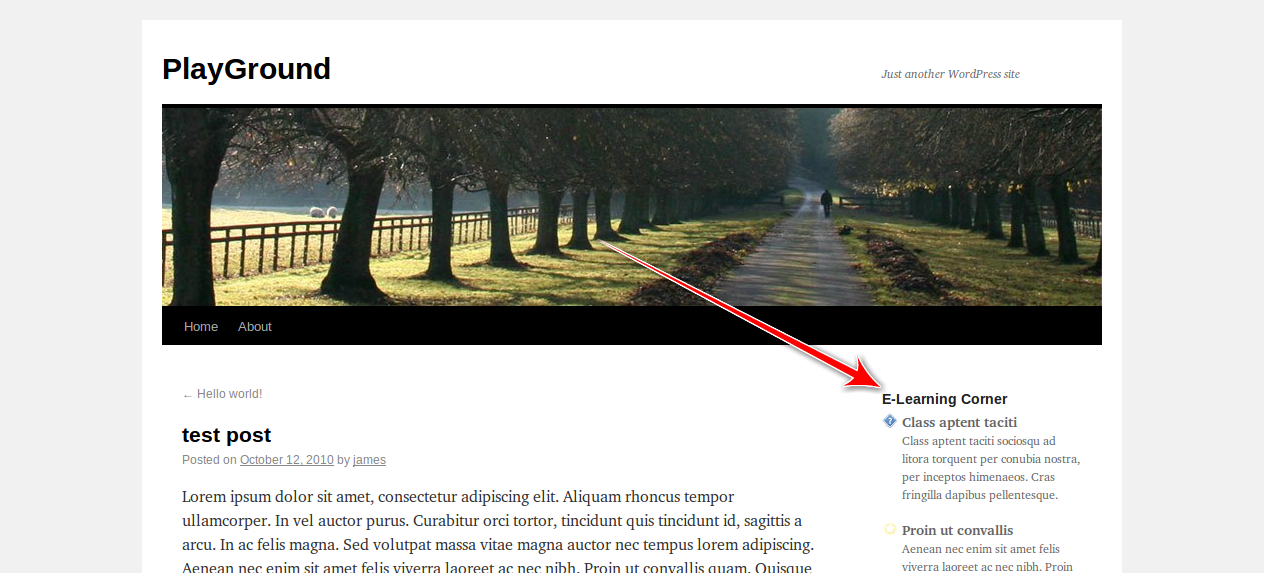 PlayGround
Just another WordPress site
Home About
← Hello world!
test post
Posted on October 12, 2010 by james
Lorem ipsum dolor sit amet, consectetur adipiscing elit. Aliquam rhoncus tempor
ullamcorper. In vel auctor purus. Curabitur orci tortor, tincidunt quis tincidunt id, sagittis a
arcu. In ac felis magna. Sed volutpat massa vitae magna auctor nec tempus lorem adipiscing.
Aenean nec enim sit amet felis viverra laoreet ac nec nibh. Proin ut convallis quam. Quisque
E-Learning Corner
Class aptent taciti
Class aptent taciti sociosqu ad
litora torquent per conubia nostra,
per inceptos himenaeos. Cras
fringilla dapibus pellentesque.
Proin ut convallis
Aenean nec enim sit amet felis
viverra laoreet ac nec nibh. Proin